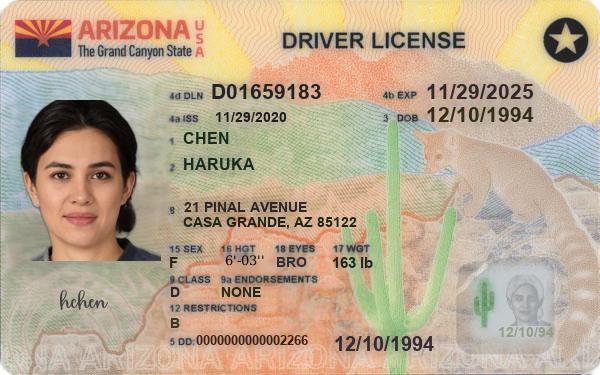 ARIZONA USA
The Grand Canyon State
DRIVER LICENSE
4d DLN D01659183
4b EXP 11/29/2025
4a ISS 11/29/2020
3 DOB 12/10/1994
1 CHEN
2 HARUKA
8 21 PINAL AVENUE
CASA GRANDE, AZ 85122
15 SEX 16 HGT 18 EYES 17 WGT
F 6'-03" BRO 163 lb
9 CLASS 9a ENDORSEMENTS
D NONE
12 RESTRICTIONS
B
hchen
5 DD: 0000000000002266
12/10/1994
12/10/94
ARIZONA ARIZONA ARIZONA ARIZONA